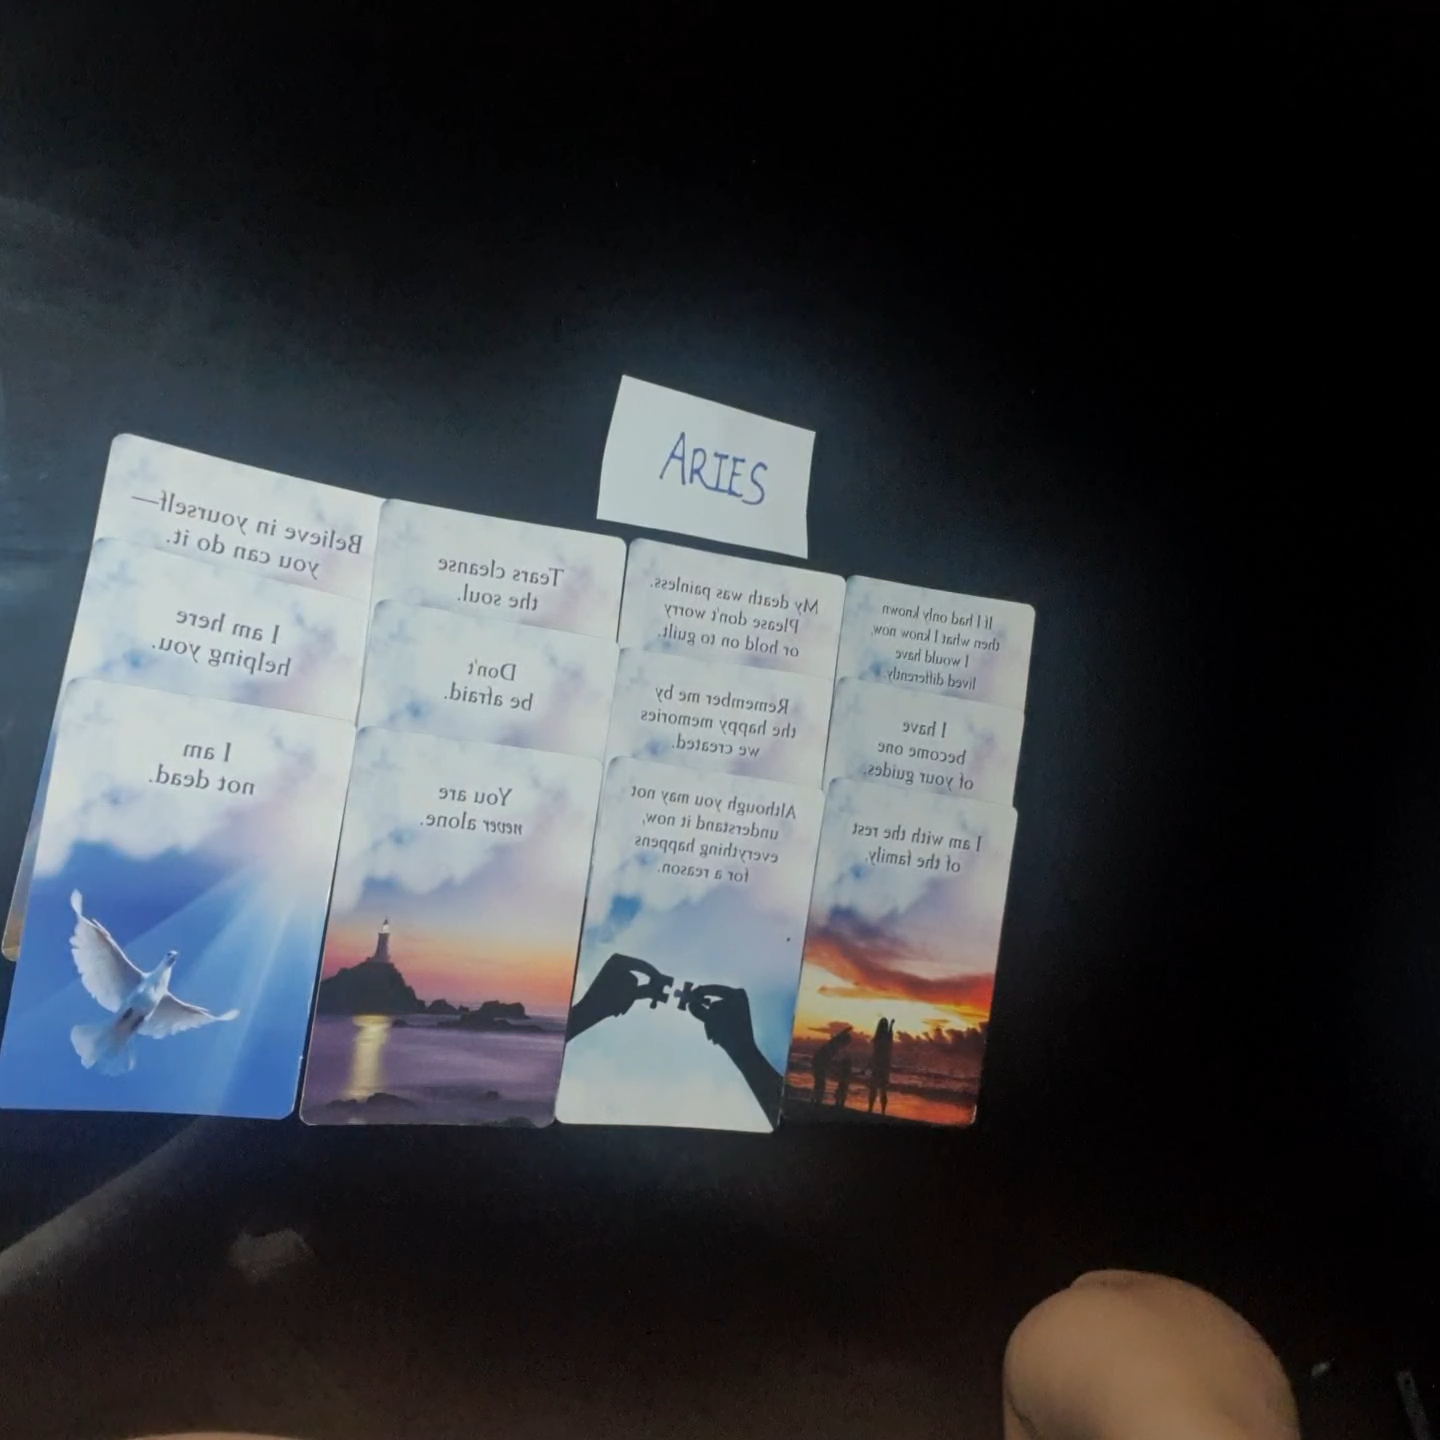 ARIES
Believe in yourself—
you can do it.
I am here
helping you.
I am
not dead.
Tears cleanse
the soul.
Don't
be afraid.
You are
never alone.
My death was painless.
Please don't worry
or hold on to guilt.
Remember me by
the happy memories
we created.
Although you may not
understand it now,
everything happens
for a reason.
If I had only known
then what I know now,
I would have
lived differently.
I have
become one
of your guides.
I am with the rest
of the family.